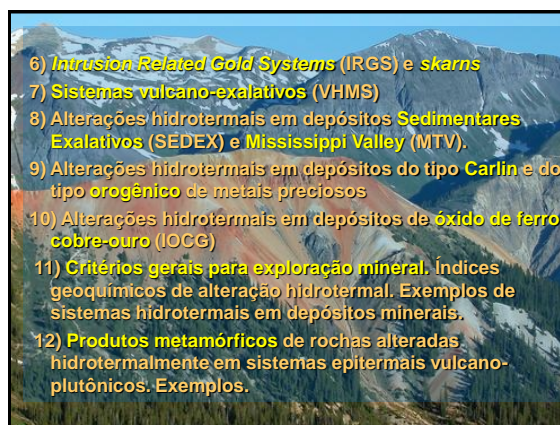 6) Intrusion Related Gold Systems (IRGS) e skarns
7) Sistemas vulcano-exalativos (VHMS)
8) Alterações hidrotermais em depósitos Sedimentares
Exalativos (SEDEX) e Mississippi Valley (MTV).
9) Alterações hidrotermais em depósitos do tipo Carlin e do
tipo orogênico de metais preciosos
10) Alterações hidrotermais em depósitos de óxido de ferro
cobre-ouro (IOCG)
11) Critérios gerais para exploração mineral. Índices
geoquímicos de alteração hidrotermal. Exemplos de
sistemas hidrotermais em depósitos minerais.
12) Produtos metamórficos de rochas alteradas
hidrotermalmente em sistemas epitermais vulcano-
plutônicos. Exemplos.